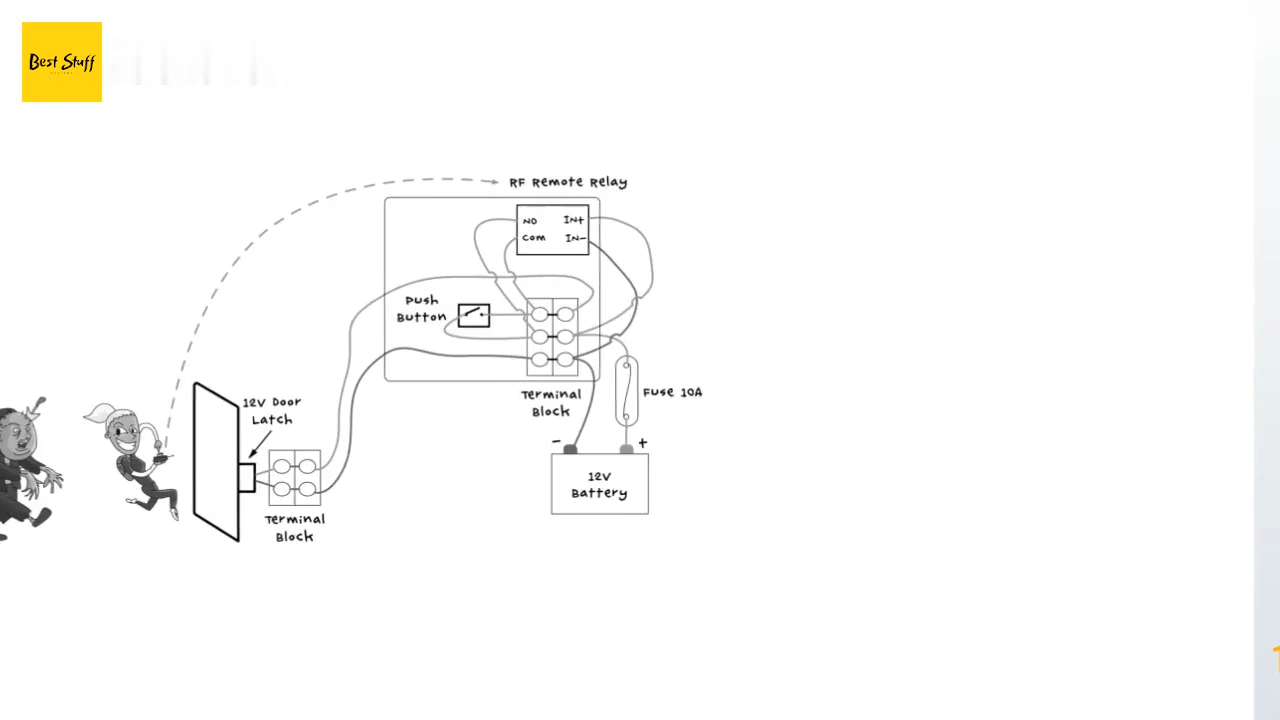 Best Stuff
RF Remote Relay
NO
IN+
COM
IN−
Push
Button
Terminal
Block
Fuse 10A
12V Door
Latch
−
+
12V
Battery
Terminal
Block